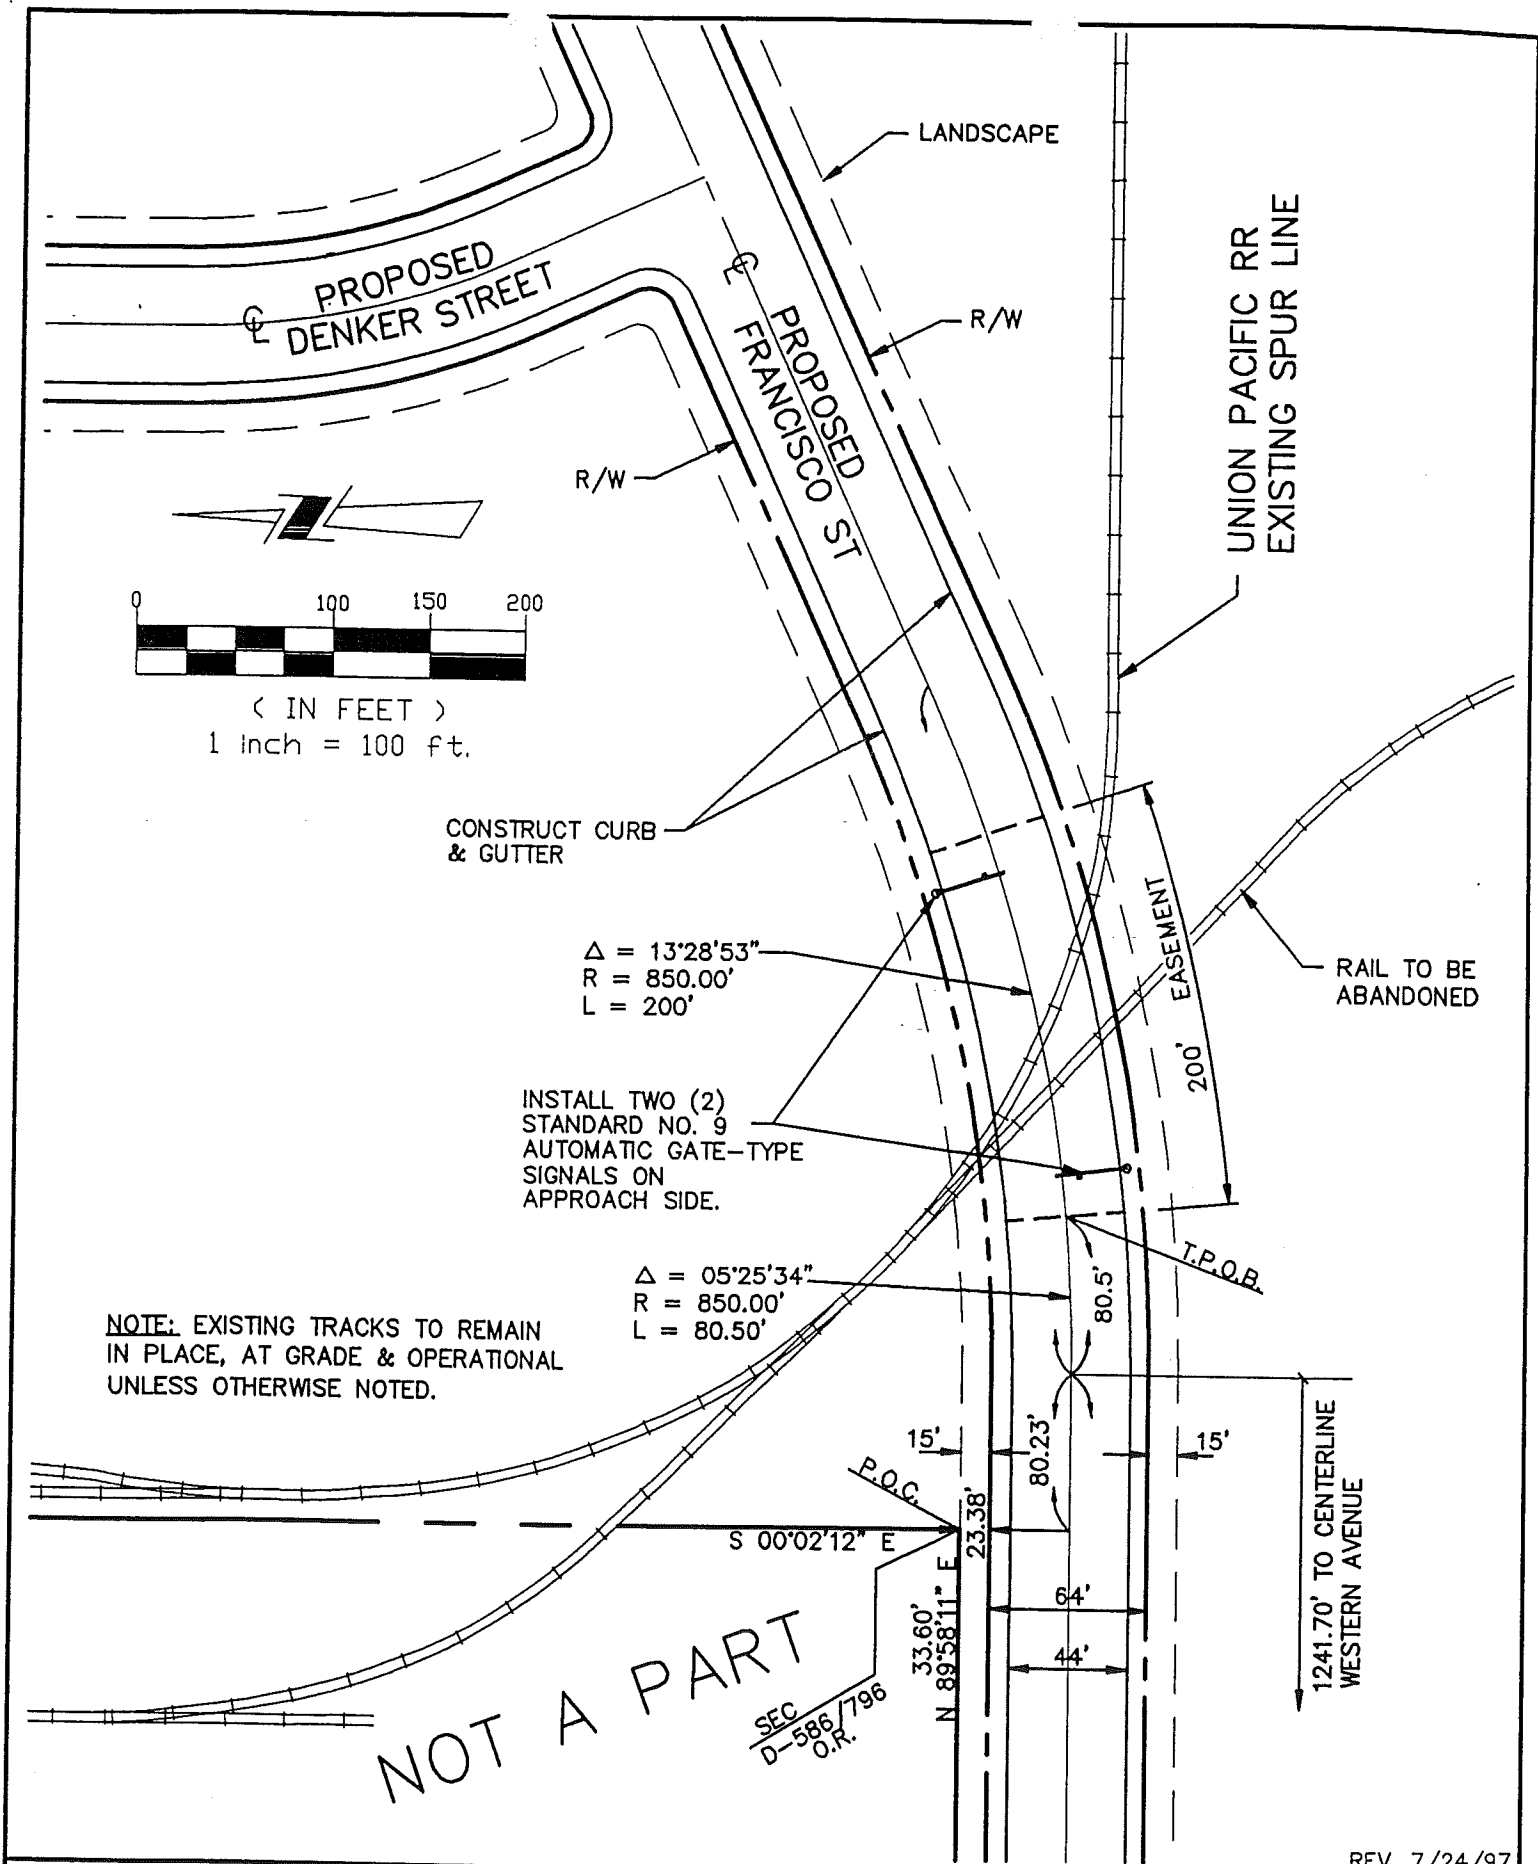 LANDSCAPE
UNION PACIFIC RR
EXISTING SPUR LINE
PROPOSED
DENKER STREET
℄
℄
PROPOSED
FRANCISCO ST
R/W
R/W
0 100 150 200
( IN FEET )
1 inch = 100 ft.
CONSTRUCT CURB
& GUTTER
200' EASEMENT
RAIL TO BE
ABANDONED
Δ = 13°28'53"
R = 850.00'
L = 200'
INSTALL TWO (2)
STANDARD NO. 9
AUTOMATIC GATE-TYPE
SIGNALS ON
APPROACH SIDE.
T.P.O.B.
80.5'
Δ = 05°25'34"
R = 850.00'
L = 80.50'
NOTE: EXISTING TRACKS TO REMAIN
IN PLACE, AT GRADE & OPERATIONAL
UNLESS OTHERWISE NOTED.
15'
80.23'
15'
P.O.C.
23.38'
S 00°02'12" E
33.60'
N 89°58'11" E
64'
44'
1241.70' TO CENTERLINE
WESTERN AVENUE
NOT A PART
SEC
D-586/796
O.R.
REV. 7/24/97